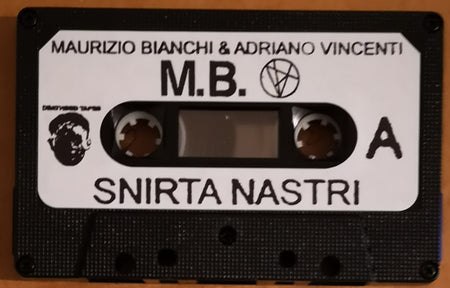 MAURIZIO BIANCHI & ADRIANO VINCENTI
M.B.
A
SNIRTA NASTRI